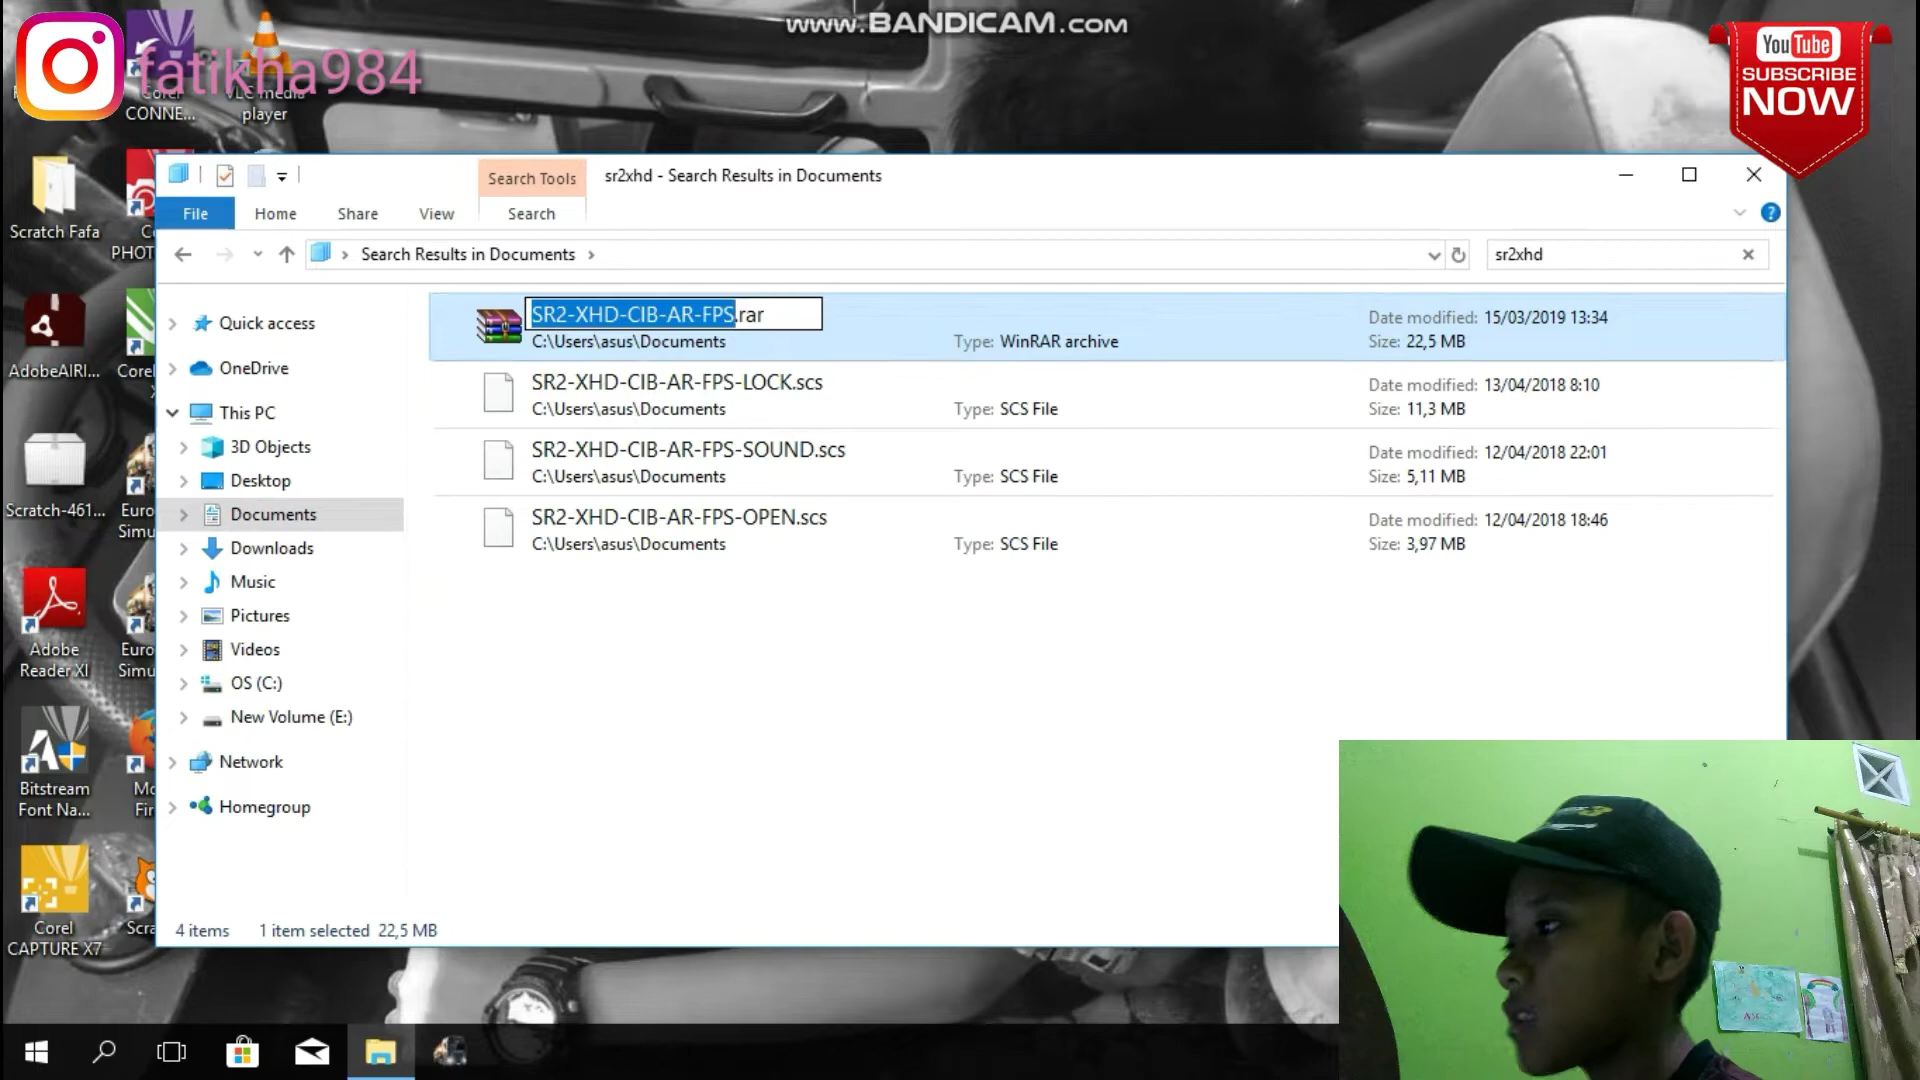 www.BANDICAM.com
fatikha984
YouTube
SUBSCRIBE
NOW
Corel
CONNE...
VLC media
player
Scratch Fafa
PHOT
AdobeAIRI...
Corel
Scratch-461...
Euro
Simu
Adobe
Reader XI
Euro
Simu
Bitstream
Font Na...
Mo
Fir
Corel
CAPTURE X7
Scra
Search Tools
sr2xhd - Search Results in Documents
File
Home
Share
View
Search
Search Results in Documents
sr2xhd
Quick access
OneDrive
This PC
3D Objects
Desktop
Documents
Downloads
Music
Pictures
Videos
OS (C:)
New Volume (E:)
Network
Homegroup
SR2-XHD-CIB-AR-FPS.rar
C:\Users\asus\Documents
Type: WinRAR archive
Date modified: 15/03/2019 13:34
Size: 22,5 MB
SR2-XHD-CIB-AR-FPS-LOCK.scs
C:\Users\asus\Documents
Type: SCS File
Date modified: 13/04/2018 8:10
Size: 11,3 MB
SR2-XHD-CIB-AR-FPS-SOUND.scs
C:\Users\asus\Documents
Type: SCS File
Date modified: 12/04/2018 22:01
Size: 5,11 MB
SR2-XHD-CIB-AR-FPS-OPEN.scs
C:\Users\asus\Documents
Type: SCS File
Date modified: 12/04/2018 18:46
Size: 3,97 MB
4 items
1 item selected 22,5 MB